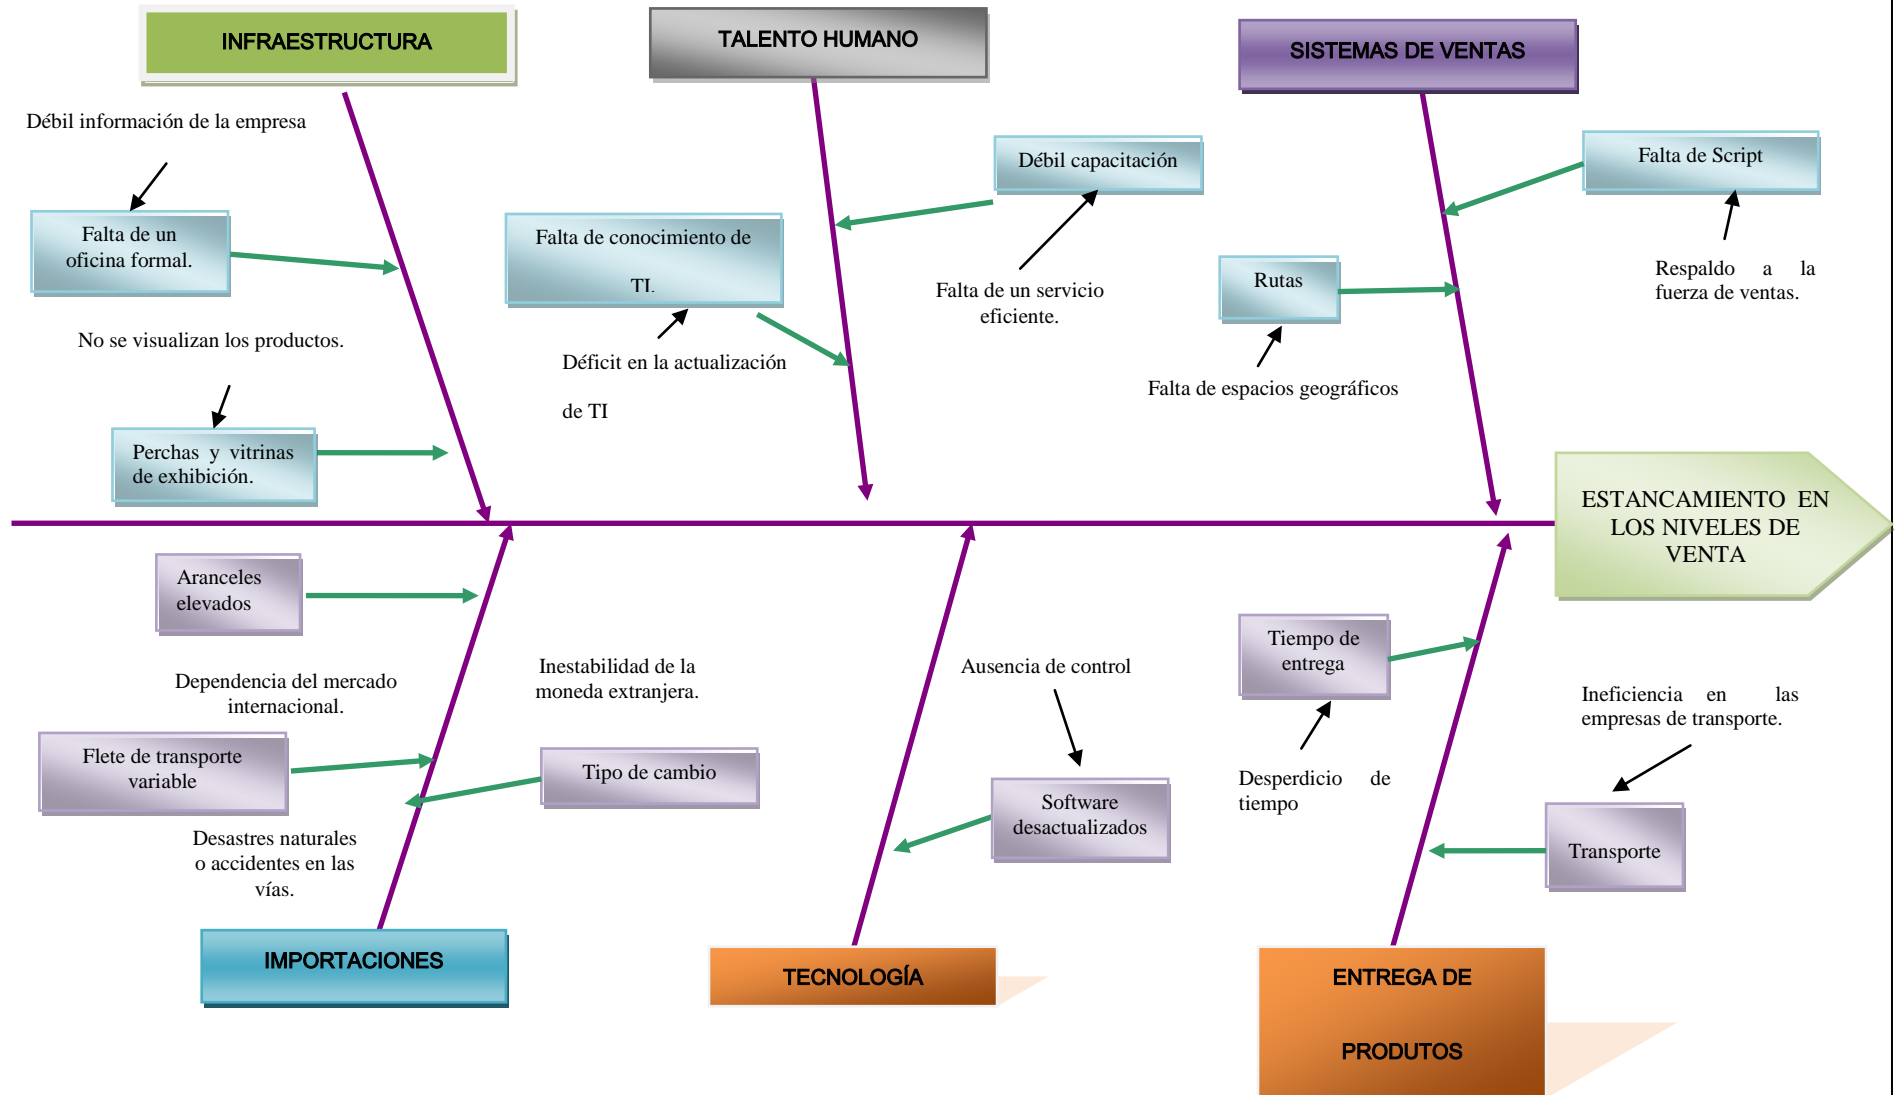 INFRAESTRUCTURA
TALENTO HUMANO
SISTEMAS DE VENTAS
Débil información de la empresa
Débil capacitación
Falta de Script
Falta de un
oficina formal.
Falta de conocimiento de
TI.
Rutas
Respaldo a la
fuerza de ventas.
Falta de un servicio
eficiente.
No se visualizan los productos.
Déficit en la actualización
de TI
Falta de espacios geográficos
Perchas y vitrinas
de exhibición.
ESTANCAMIENTO EN
LOS NIVELES DE
VENTA
Aranceles
elevados
Dependencia del mercado
internacional.
Inestabilidad de la
moneda extranjera.
Ausencia de control
Tiempo de
entrega
Ineficiencia en las
empresas de transporte.
Flete de transporte
variable
Tipo de cambio
Desperdicio de
tiempo
Software
desactualizados
Desastres naturales
o accidentes en las
vías.
Transporte
IMPORTACIONES
TECNOLOGÍA
ENTREGA DE
PRODUTOS